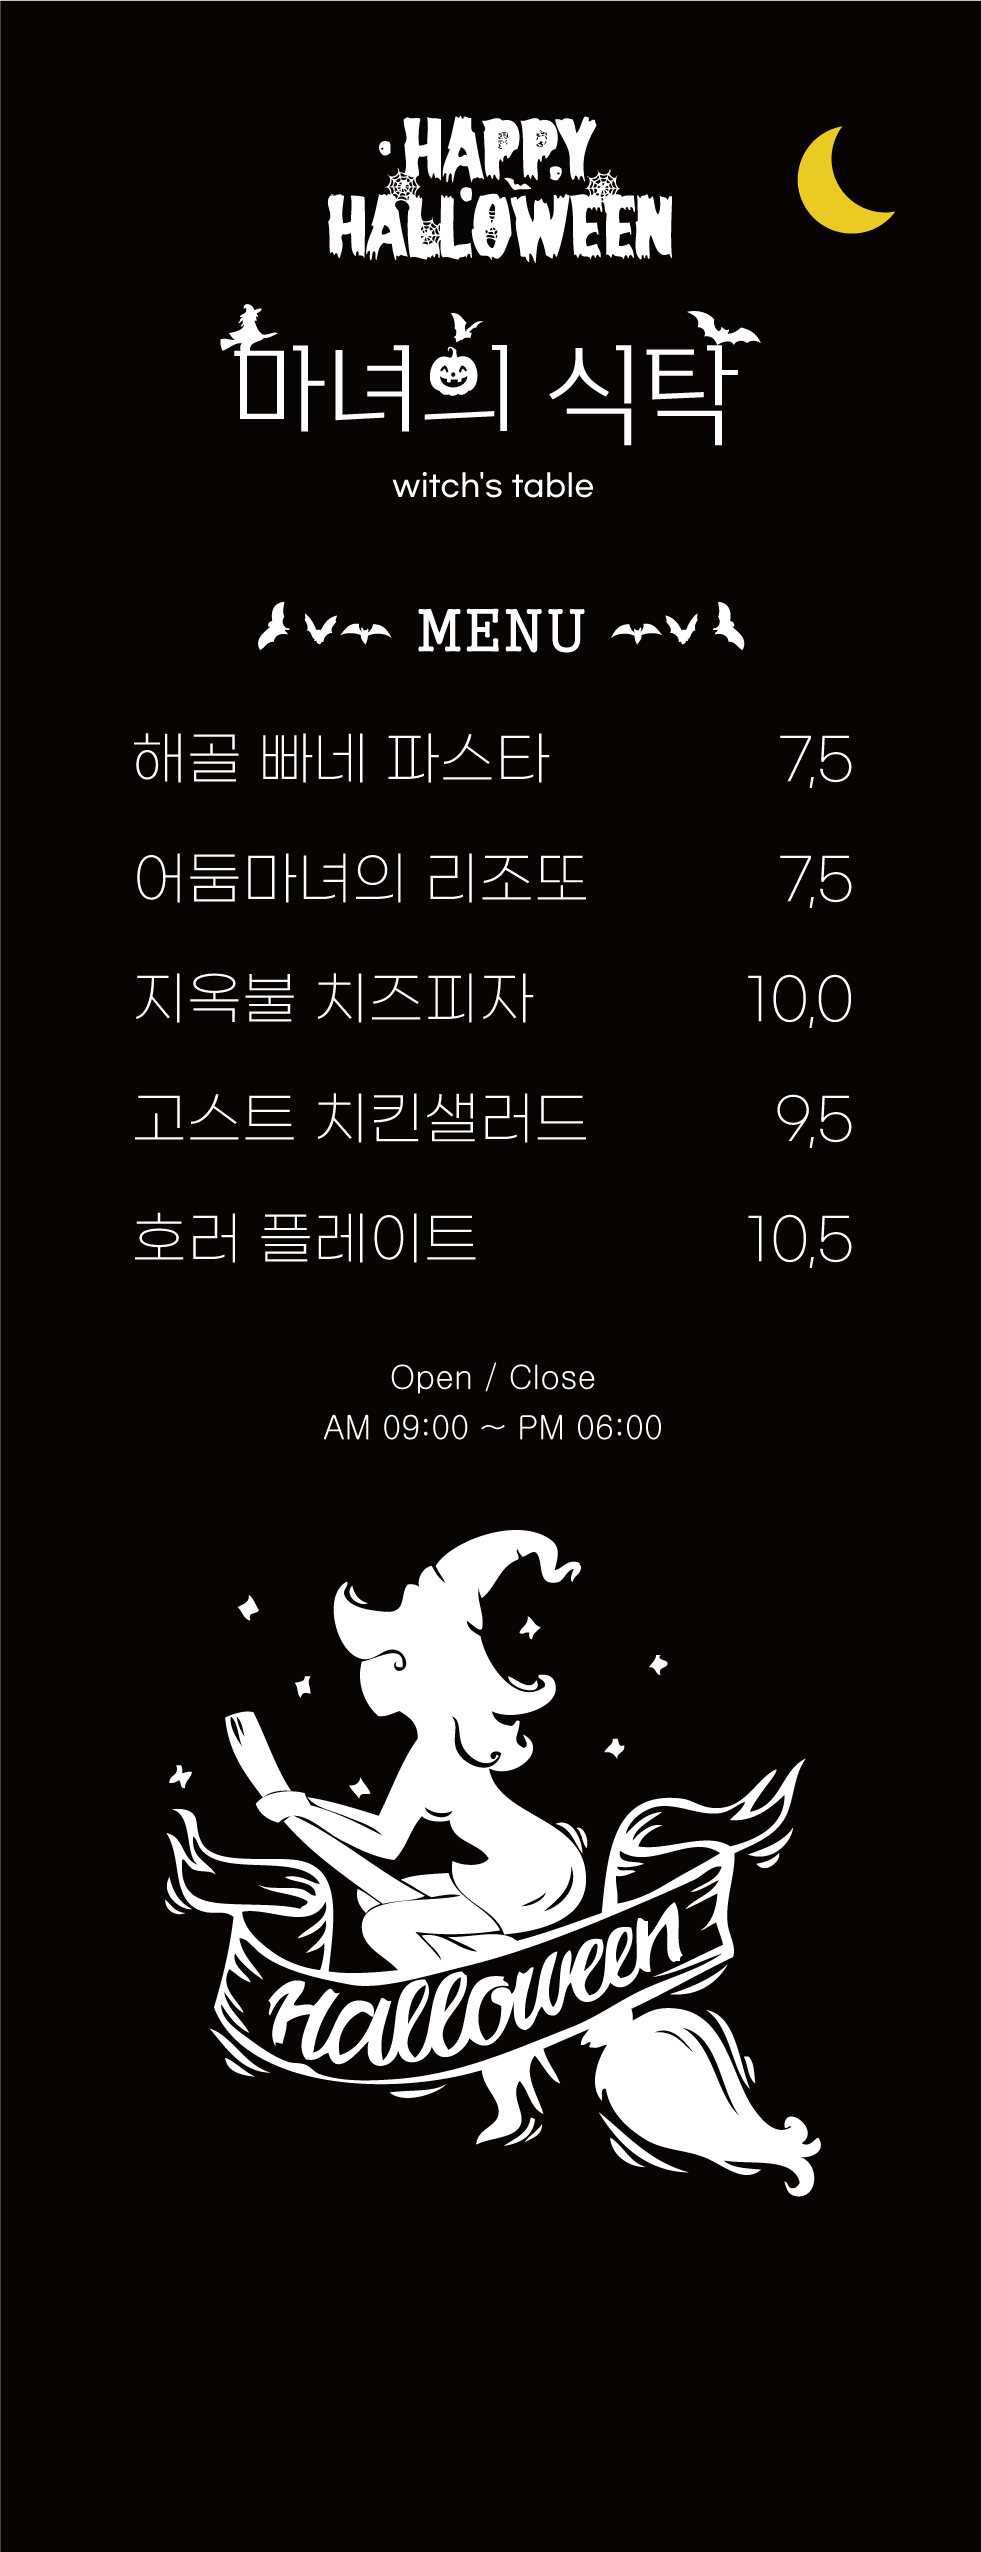 HAPPY
HALLOWEEN
마녀의 식탁
witch's table
MENU
해골 빠네 파스타 7,5
어둠마녀의 리조또 7,5
지옥불 치즈피자 10,0
고스트 치킨샐러드 9,5
호러 플레이트 10,5
Open / Close
AM 09:00 ~ PM 06:00
Halloween